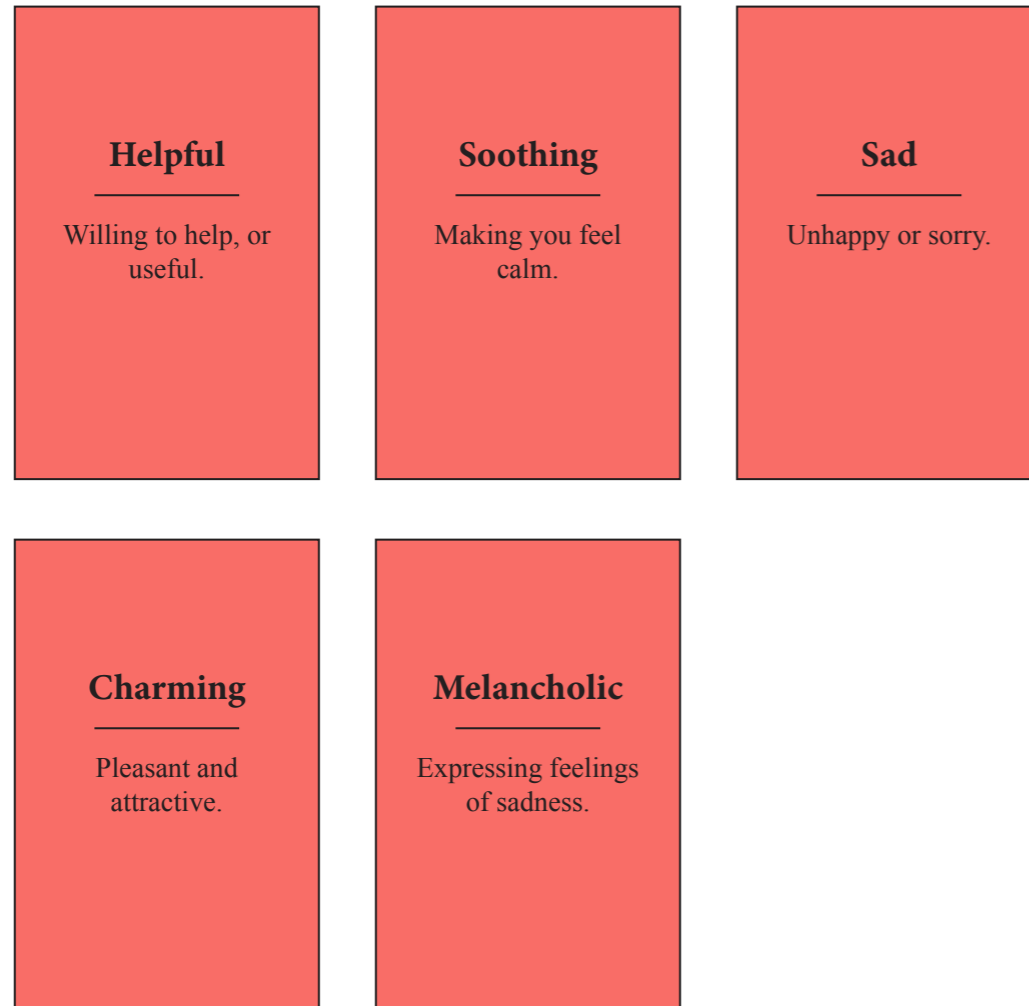 Helpful
Willing to help, or
useful.
Soothing
Making you feel
calm.
Sad
Unhappy or sorry.
Charming
Pleasant and
attractive.
Melancholic
Expressing feelings
of sadness.